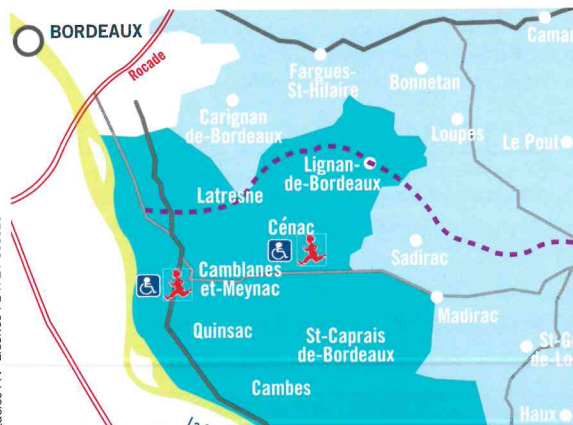 BORDEAUX
Rocade
Fargues-
St-Hilaire
Bonnetan
Carignan
de-Bordeaux
Loupes
Le Pout
Lignan-
de-Bordeaux
Latresne
Cénac
Sadirac
Camblanes
et-Meynac
Madirac
Quinsac
St-Caprais
de-Bordeaux
Cambes
Haux